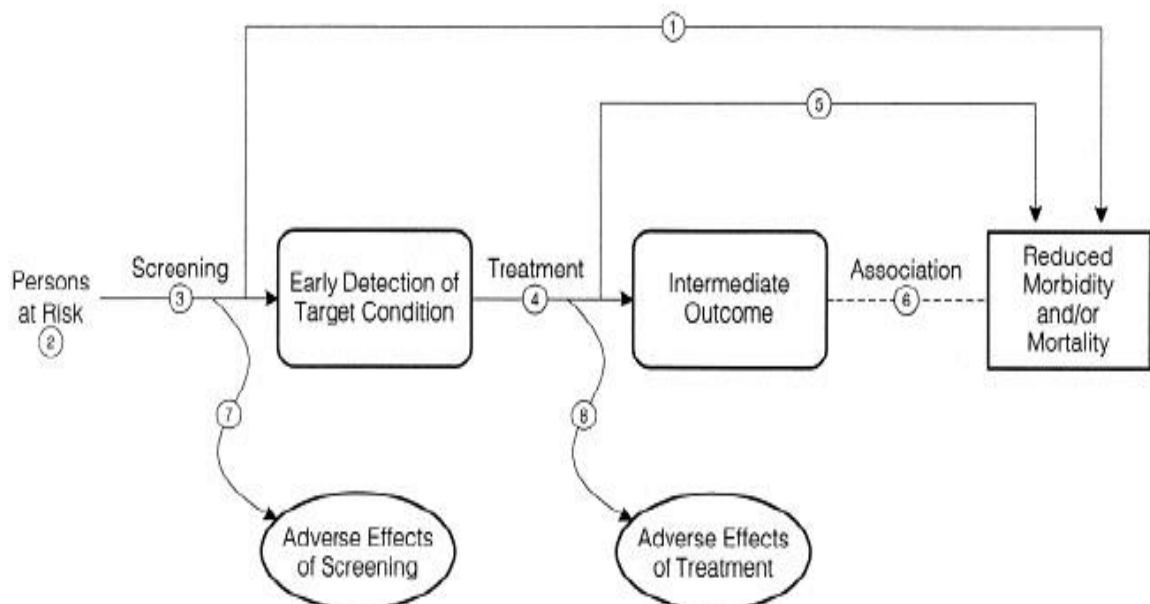 1
5
Screening
3
Persons
at Risk
2
Early Detection of
Target Condition
Treatment
4
Intermediate
Outcome
Association
6
Reduced
Morbidity
and/or
Mortality
7
8
Adverse Effects
of Screening
Adverse Effects
of Treatment